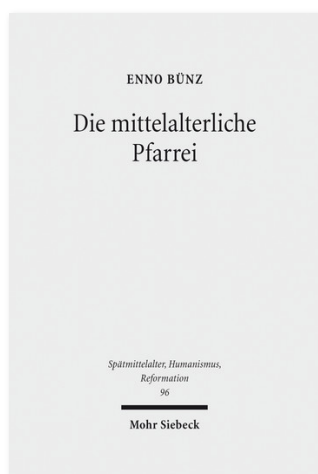 ENNO BÜNZ
Die mittelalterliche
Pfarrei
Spätmittelalter, Humanismus,
Reformation
96
Mohr Siebeck